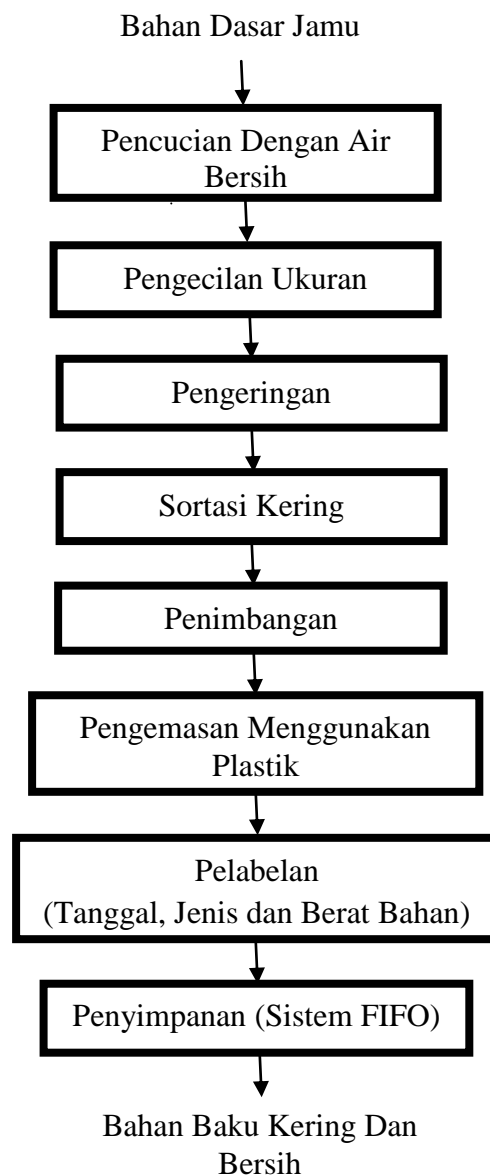 Bahan Dasar Jamu
Pencucian Dengan Air
Bersih
Pengecilan Ukuran
Pengeringan
Sortasi Kering
Penimbangan
Pengemasan Menggunakan
Plastik
Pelabelan
(Tanggal, Jenis dan Berat Bahan)
Penyimpanan (Sistem FIFO)
Bahan Baku Kering Dan
Bersih